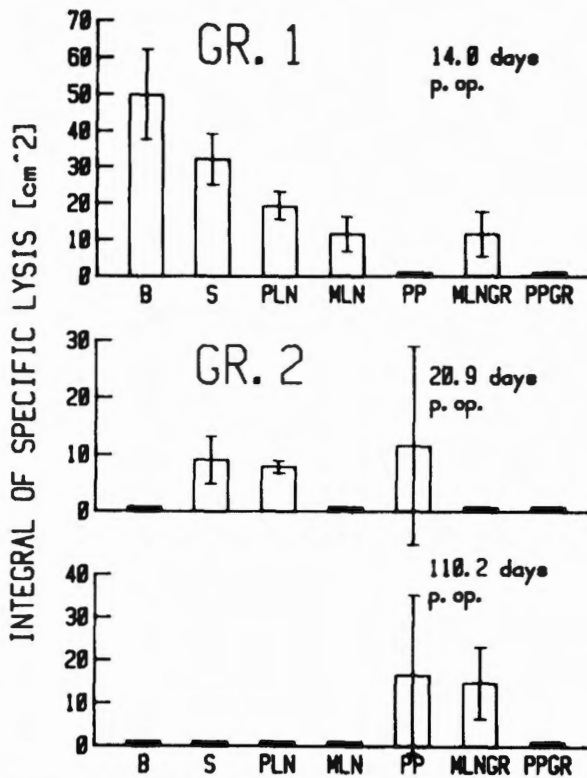 INTEGRAL OF SPECIFIC LYSIS [cm^2]
GR. 1
14.0 days
p. op.
70
60
50
40
30
20
10
0
B S PLN MLN PP MLNGR PPGR
GR. 2
20.9 days
p. op.
30
20
10
0
110.2 days
p. op.
40
30
20
10
0
B S PLN MLN PP MLNGR PPGR